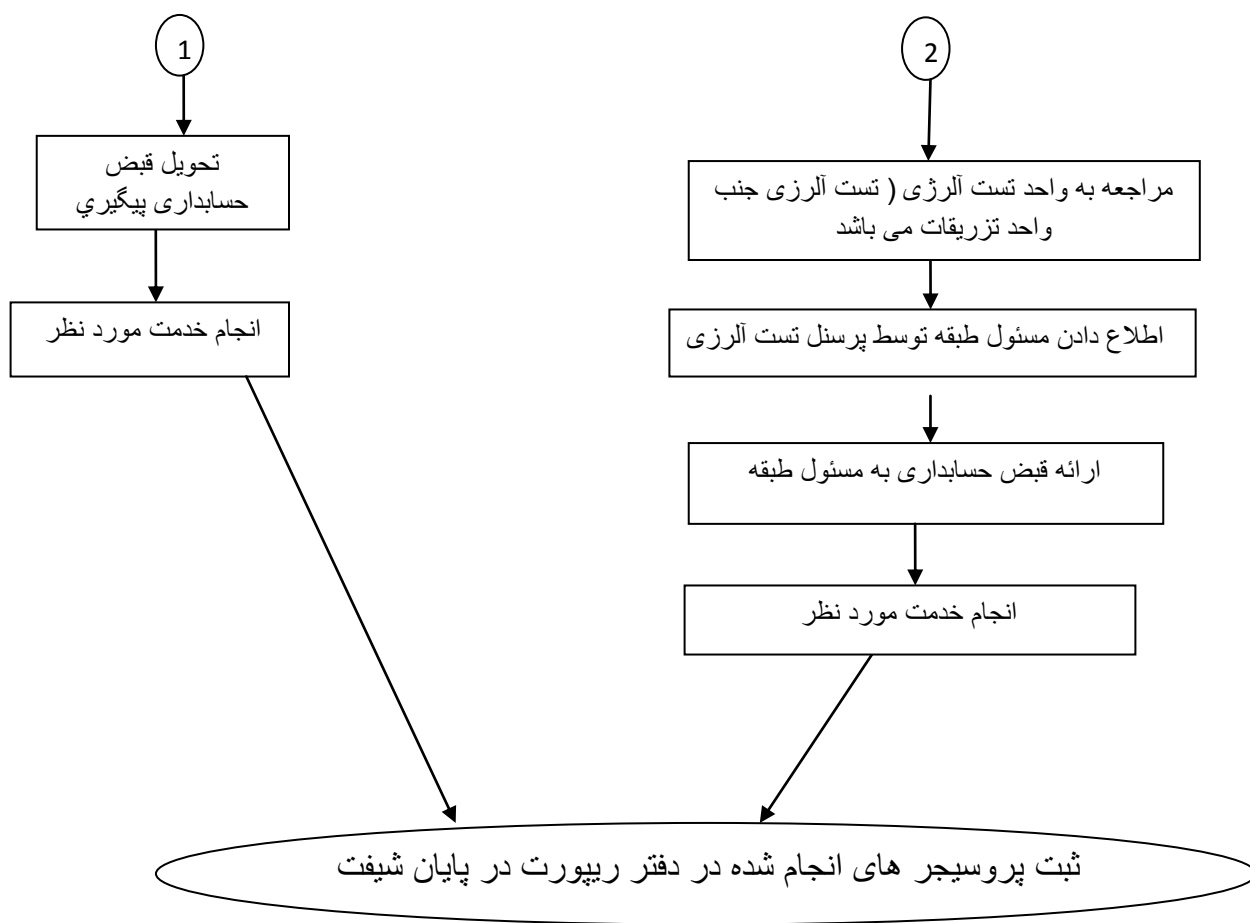 1
تحویل قبض
حسابداری پیگیري
انجام خدمت مورد نظر
2
مراجعه به واحد تست آلرژی ( تست آلرزی جنب
واحد تزریقات می باشد
اطلاع دادن مسئول طبقه توسط پرسنل تست آلرزی
ارائه قبض حسابداری به مسئول طبقه
انجام خدمت مورد نظر
ثبت پروسیجر های انجام شده در دفتر ریپورت در پایان شیفت